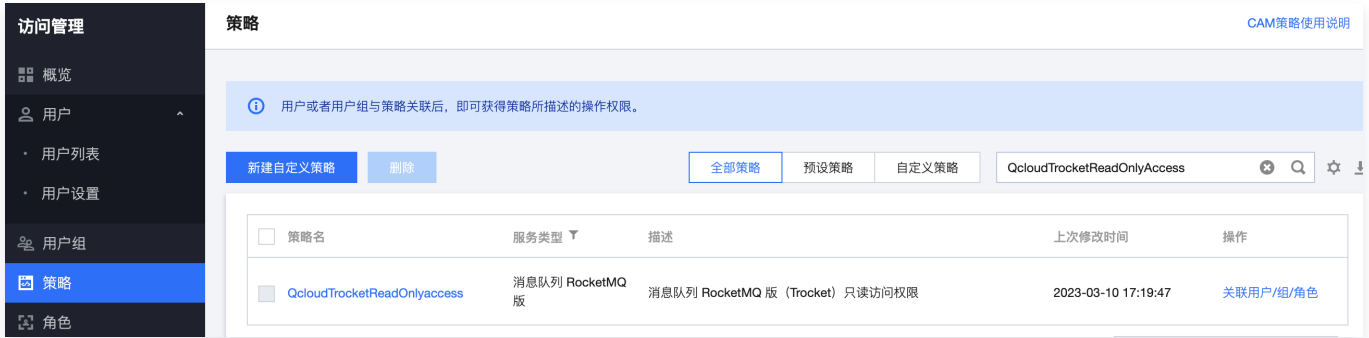 访问管理
策略
CAM策略使用说明
概览
用户
用户列表
用户设置
用户组
策略
角色
用户或者用户组与策略关联后，即可获得策略所描述的操作权限。
新建自定义策略
删除
全部策略
预设策略
自定义策略
QcloudTrocketReadOnlyAccess
策略名
服务类型
描述
上次修改时间
操作
QcloudTrocketReadOnlyaccess
消息队列 RocketMQ
版
消息队列 RocketMQ 版（Trocket）只读访问权限
2023-03-10 17:19:47
关联用户/组/角色